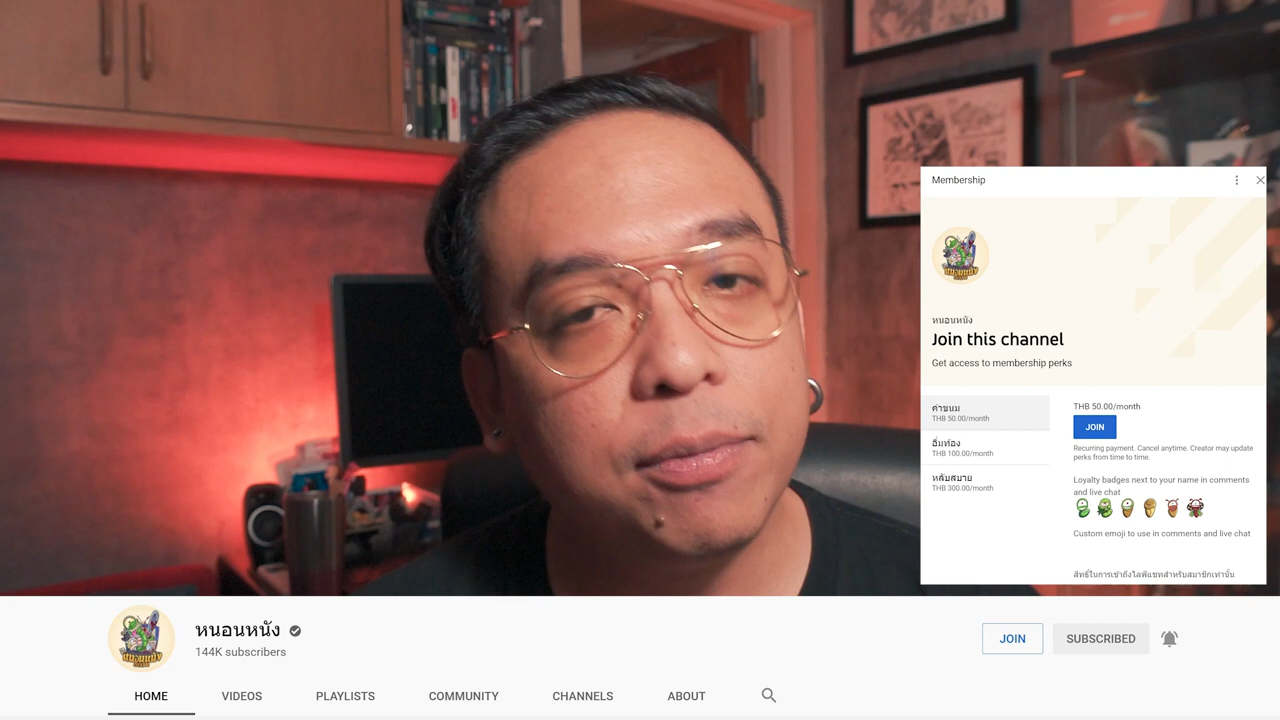 Membership
หนอนหนัง
Join this channel
Get access to membership perks
ค่าขนม
THB 50.00/month
อิ่มท้อง
THB 100.00/month
หลับสบาย
THB 300.00/month
THB 50.00/month
JOIN
Recurring payment. Cancel anytime. Creator may update
perks from time to time.
Loyalty badges next to your name in comments
and live chat
Custom emoji to use in comments and live chat
สิทธิ์ในการเข้าถึงไลฟ์แชทสำหรับสมาชิกเท่านั้น
หนอนหนัง
144K subscribers
JOIN
SUBSCRIBED
HOME VIDEOS PLAYLISTS COMMUNITY CHANNELS ABOUT